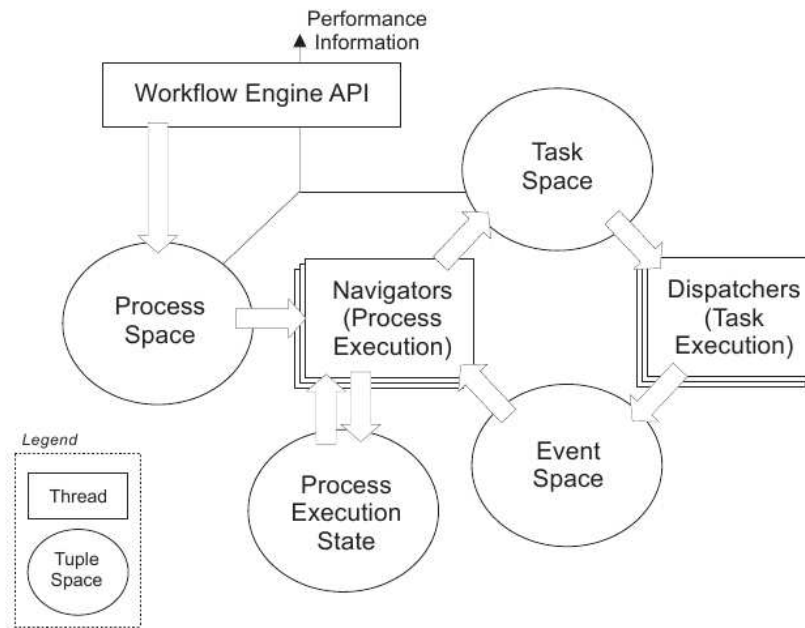 Performance
Information
Workflow Engine API
Task
Space
Process
Space
Navigators
(Process
Execution)
Dispatchers
(Task
Execution)
Event
Space
Process
Execution
State
Legend
Thread
Tuple
Space